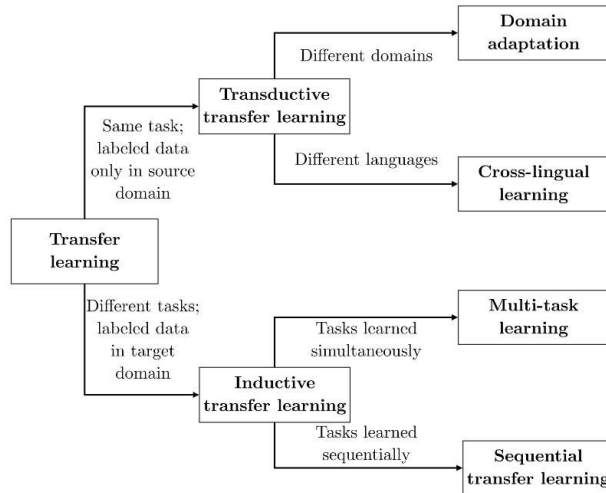 Domain
adaptation
Different domains
Transductive
transfer learning
Same task;
labeled data
only in source
domain
Different languages
Cross-lingual
learning
Transfer
learning
Different tasks;
labeled data
in target
domain
Multi-task
learning
Tasks learned
simultaneously
Inductive
transfer learning
Tasks learned
sequentially
Sequential
transfer learning